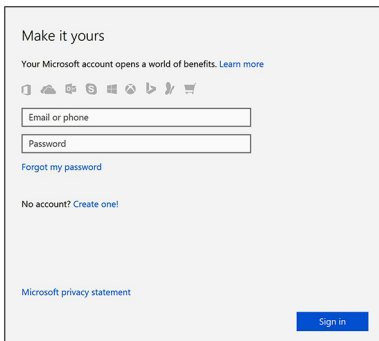 Make it yours
Your Microsoft account opens a world of benefits. Learn more
Email or phone
Password
Forgot my password
No account? Create one!
Microsoft privacy statement
Sign in